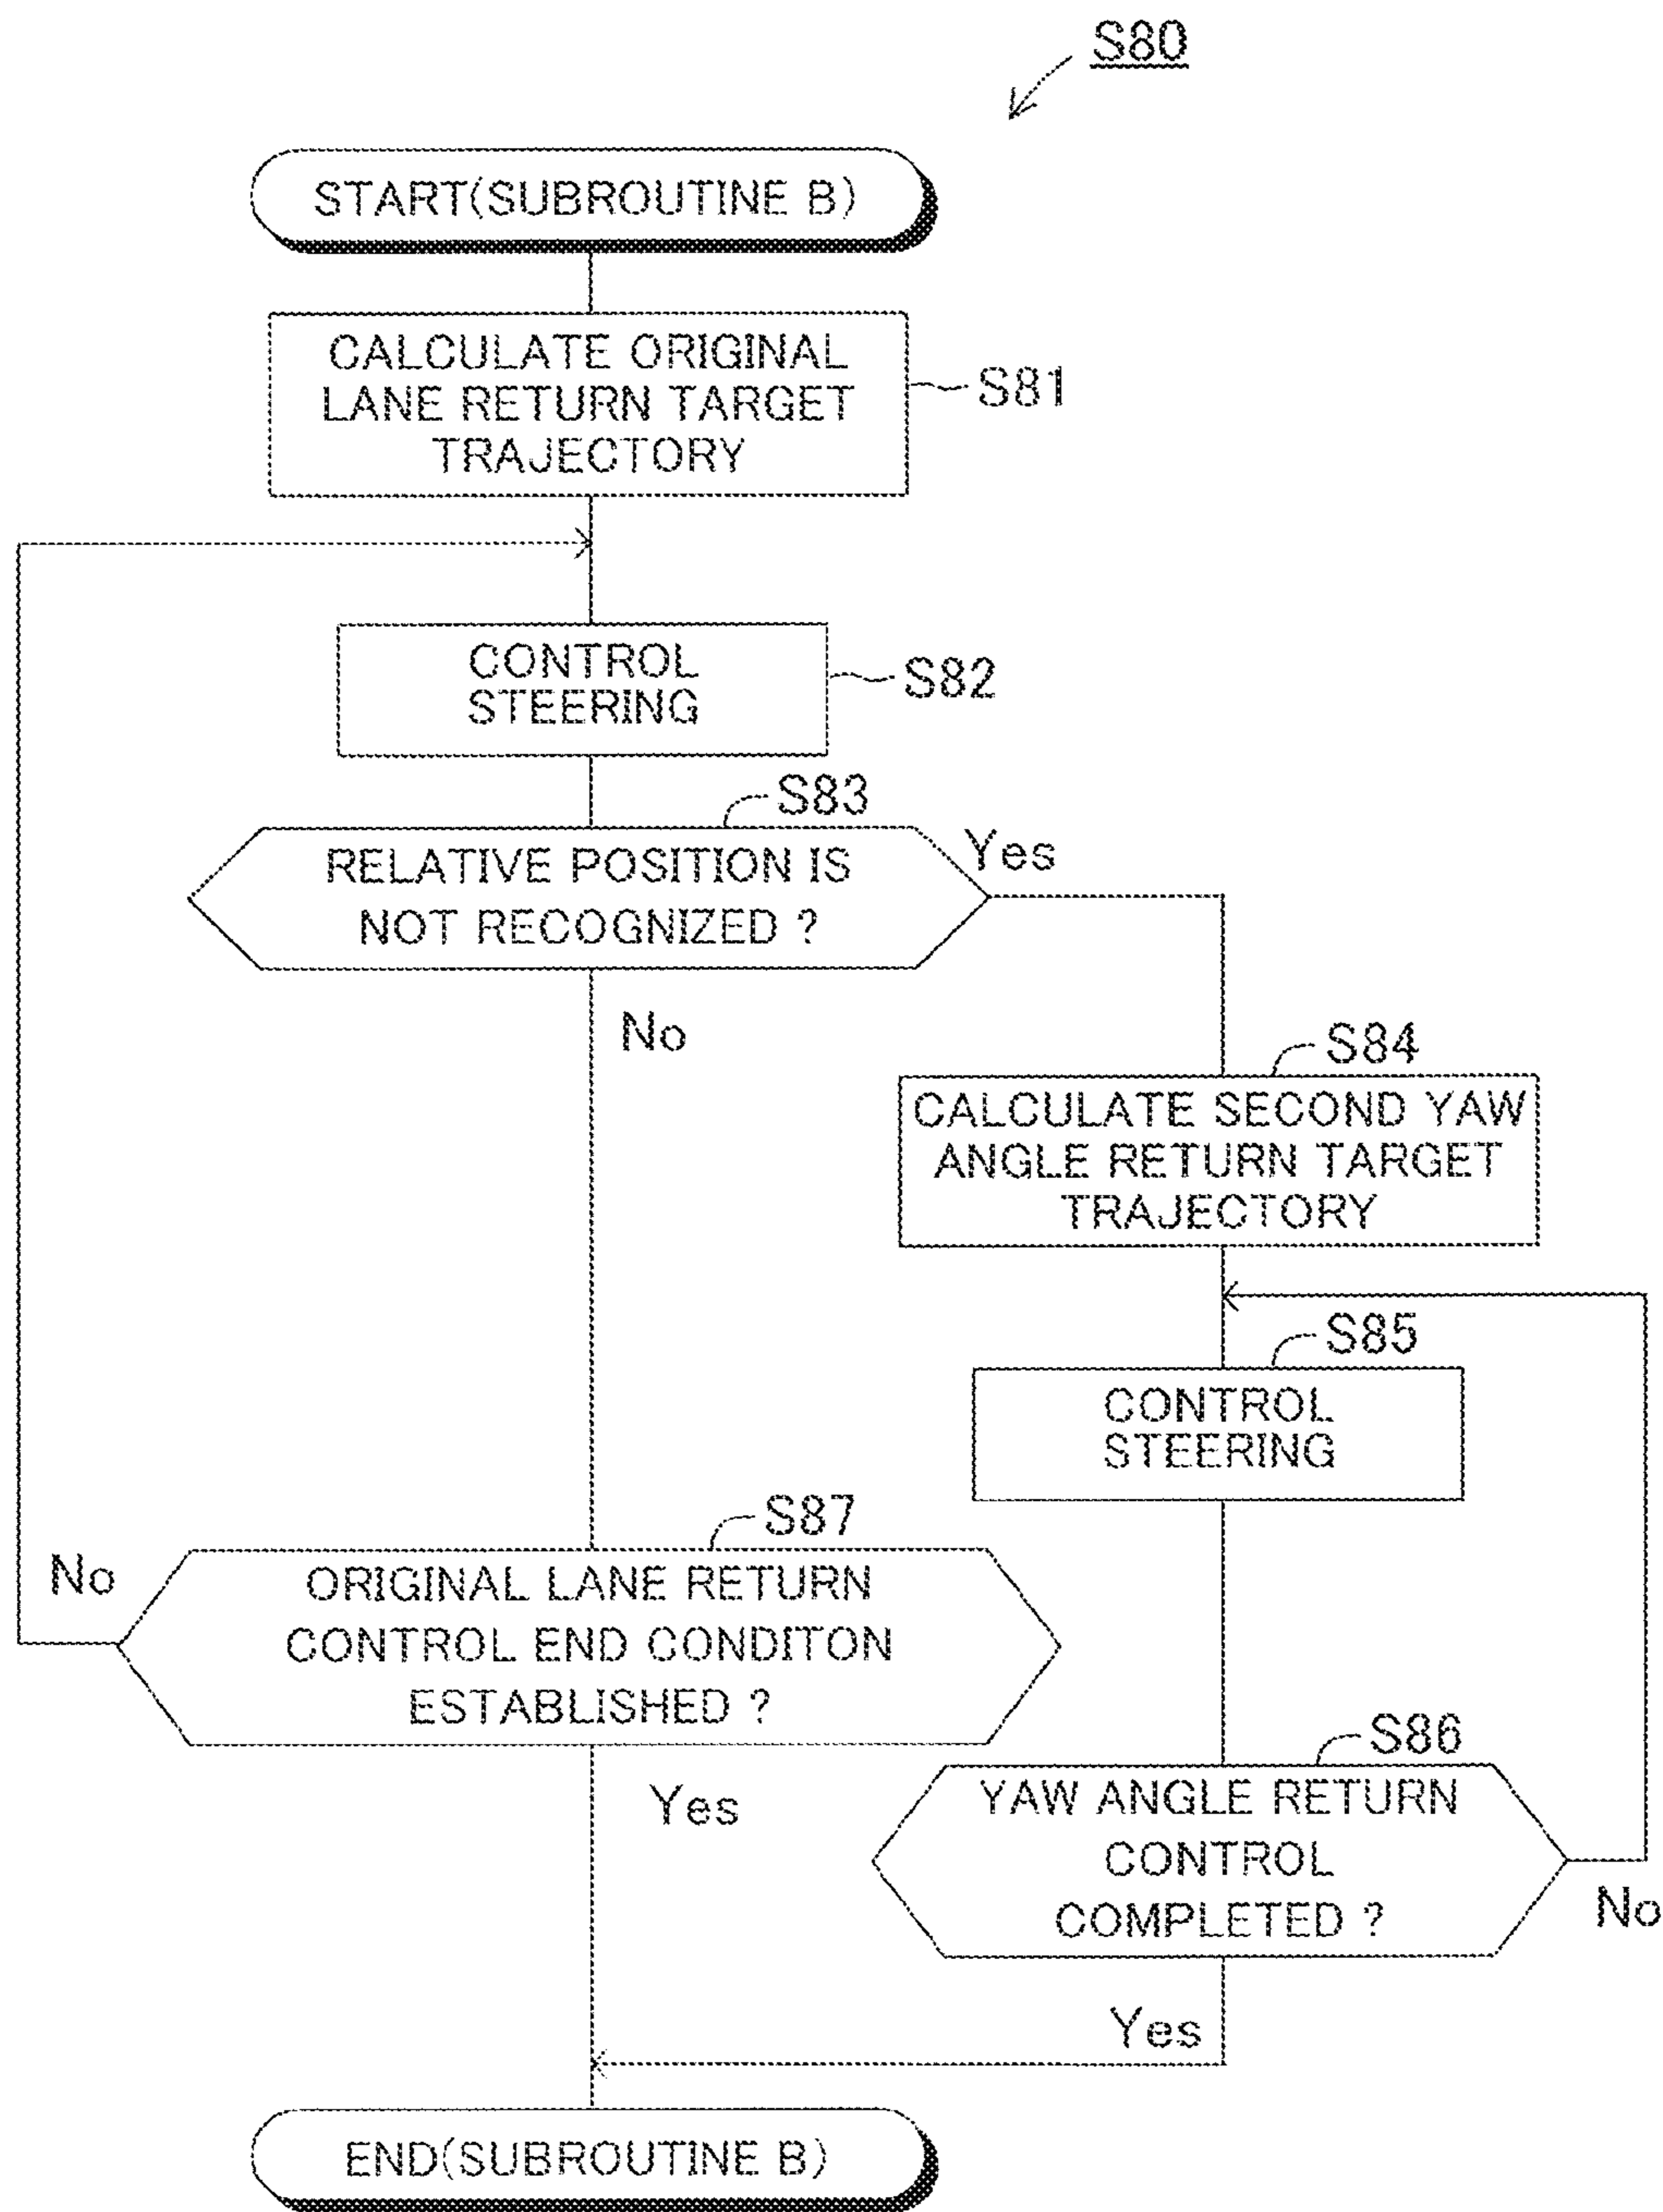 S80
START(SUBROUTINE B)
CALCULATE ORIGINAL
LANE RETURN TARGET
TRAJECTORY
S81
CONTROL
STEERING
S82
S83
RELATIVE POSITION IS
NOT RECOGNIZED ?
Yes
No
S84
CALCULATE SECOND YAW
ANGLE RETURN TARGET
TRAJECTORY
S85
CONTROL
STEERING
S87
No
ORIGINAL LANE RETURN
CONTROL END CONDITON
ESTABLISHED ?
Yes
S86
YAW ANGLE RETURN
CONTROL
COMPLETED ?
No
Yes
END(SUBROUTINE B)